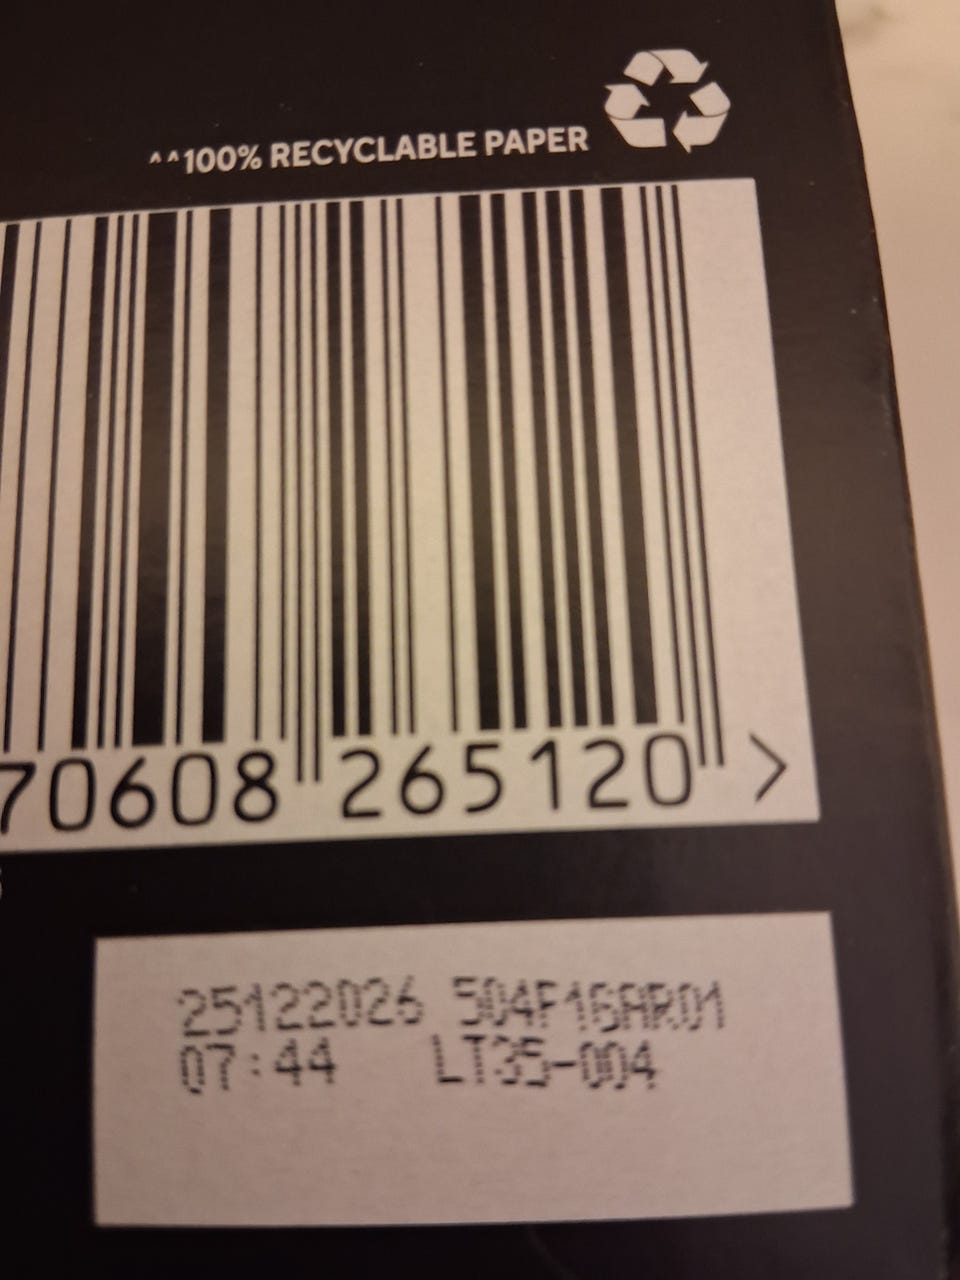 ^^100% RECYCLABLE PAPER
70608 265120 >
25122026 504F16AR01
07:44 LT35-004